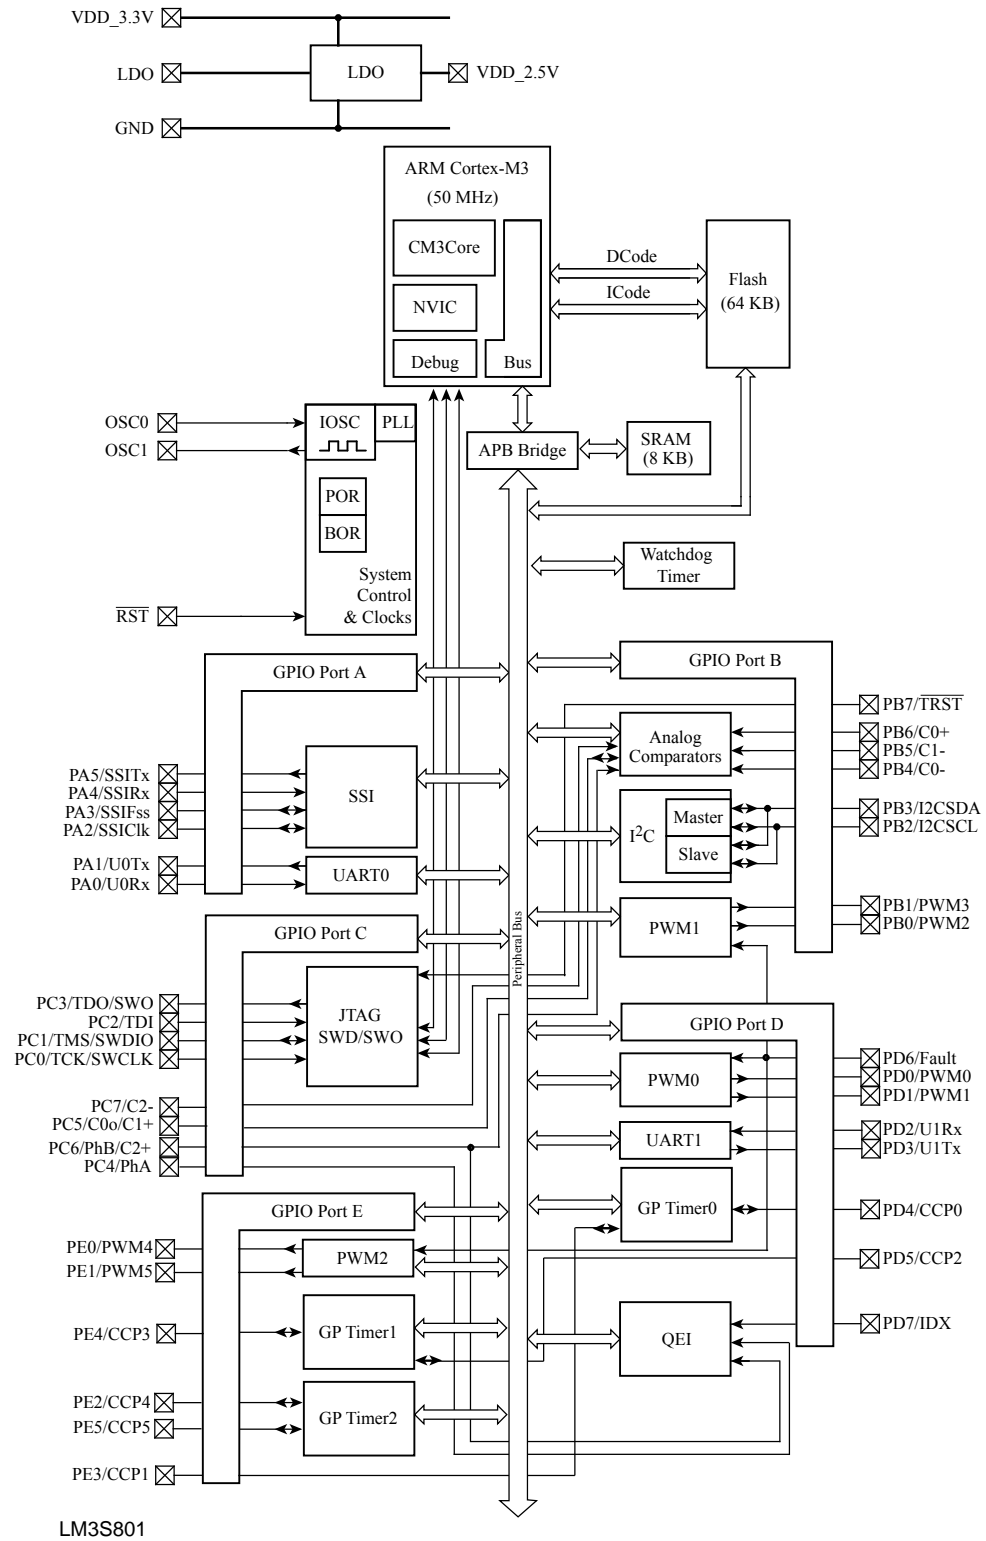 VDD_3.3V
LDO
LDO
VDD_2.5V
GND
ARM Cortex-M3
(50 MHz)
CM3Core
NVIC
Debug
Bus
DCode
ICode
Flash
(64 KB)
OSC0
OSC1
IOSC
PLL
POR
BOR
System
Control
& Clocks
RST
APB Bridge
SRAM
(8 KB)
Watchdog
Timer
GPIO Port A
PA5/SSITx
PA4/SSIRx
PA3/SSIFss
PA2/SSIClk
SSI
PA1/U0Tx
PA0/U0Rx
UART0
GPIO Port B
PB7/TRST
PB6/C0+
PB5/C1-
PB4/C0-
Analog
Comparators
I2C
Master
Slave
PB3/I2CSDA
PB2/I2CSCL
PWM1
PB1/PWM3
PB0/PWM2
Peripheral Bus
GPIO Port C
PC3/TDO/SWO
PC2/TDI
PC1/TMS/SWDIO
PC0/TCK/SWCLK
JTAG
SWD/SWO
PC7/C2-
PC5/C0o/C1+
PC6/PhB/C2+
PC4/PhA
GPIO Port D
PWM0
PD6/Fault
PD0/PWM0
PD1/PWM1
UART1
PD2/U1Rx
PD3/U1Tx
GP Timer0
PD4/CCP0
PD5/CCP2
QEI
PD7/IDX
GPIO Port E
PE0/PWM4
PE1/PWM5
PWM2
PE4/CCP3
GP Timer1
PE2/CCP4
PE5/CCP5
GP Timer2
PE3/CCP1
LM3S801